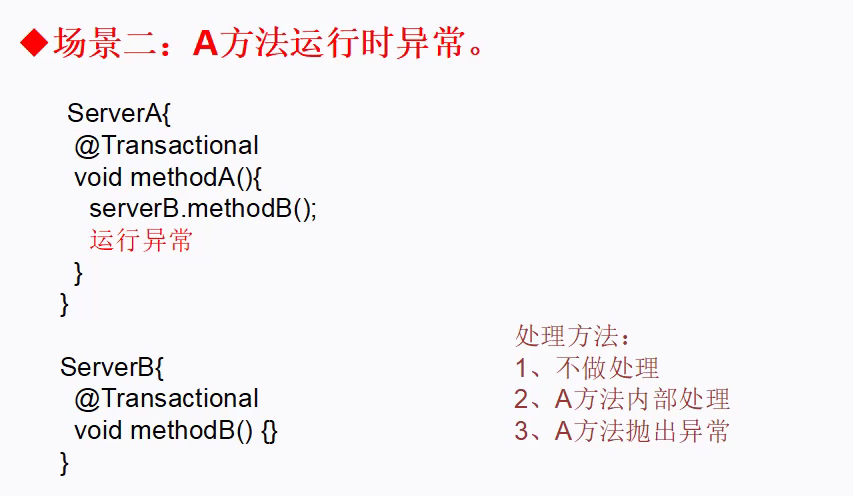 ◆场景二：A方法运行时异常。
ServerA{
@Transactional
void methodA(){
serverB.methodB();
运行异常
}
}
ServerB{
@Transactional
void methodB() {}
}
处理方法：
1、不做处理
2、A方法内部处理
3、A方法抛出异常